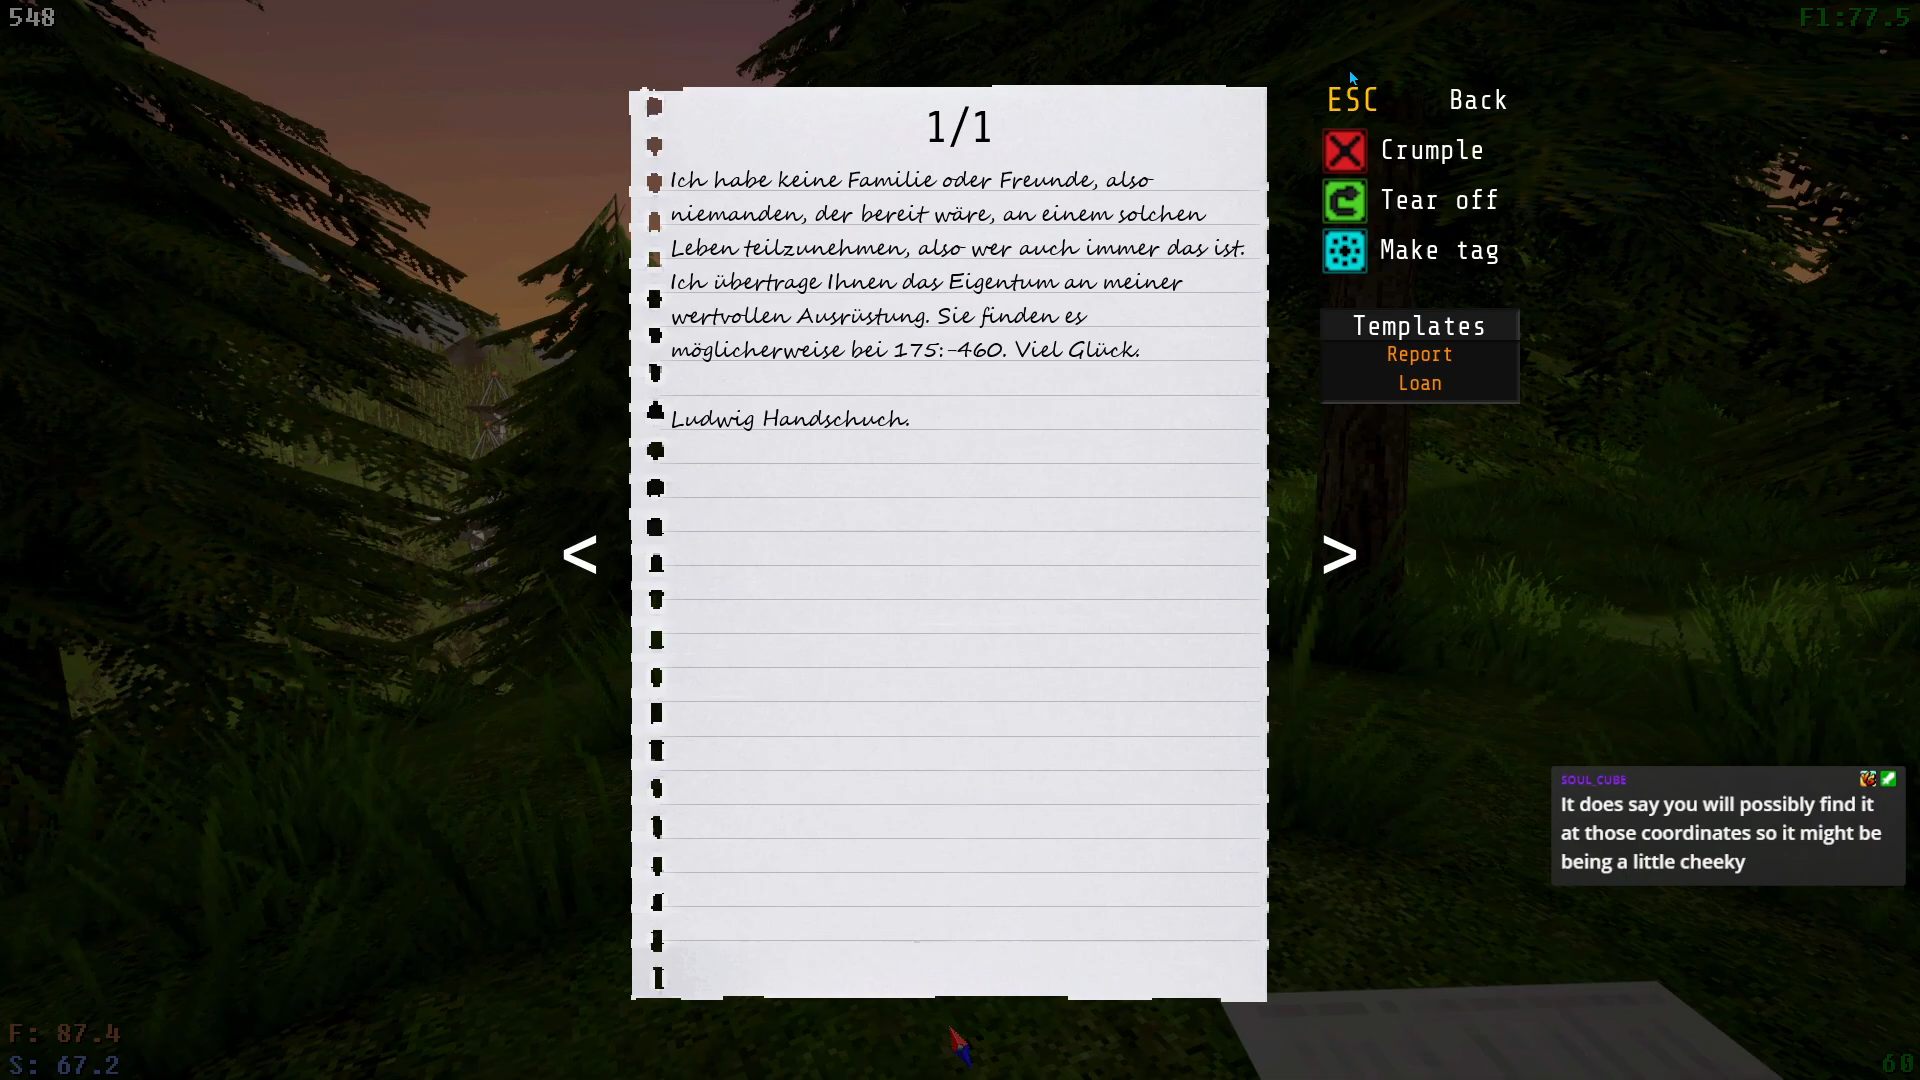 548
F1:77.5
1/1
Ich habe keine Familie oder Freunde, also
niemanden, der bereit wäre, an einem solchen
Leben teilzunehmen, also wer auch immer das ist.
Ich übertrage Ihnen das Eigentum an meiner
wertvollen Ausrüstung. Sie finden es
möglicherweise bei 175:-460. Viel Glück.
Ludwig Handschuch.
<
>
ESC Back
Crumple
Tear off
Make tag
Templates
Report
Loan
SOUL_CUBE
It does say you will possibly find it
at those coordinates so it might be
being a little cheeky
F: 87.4
S: 67.2
60